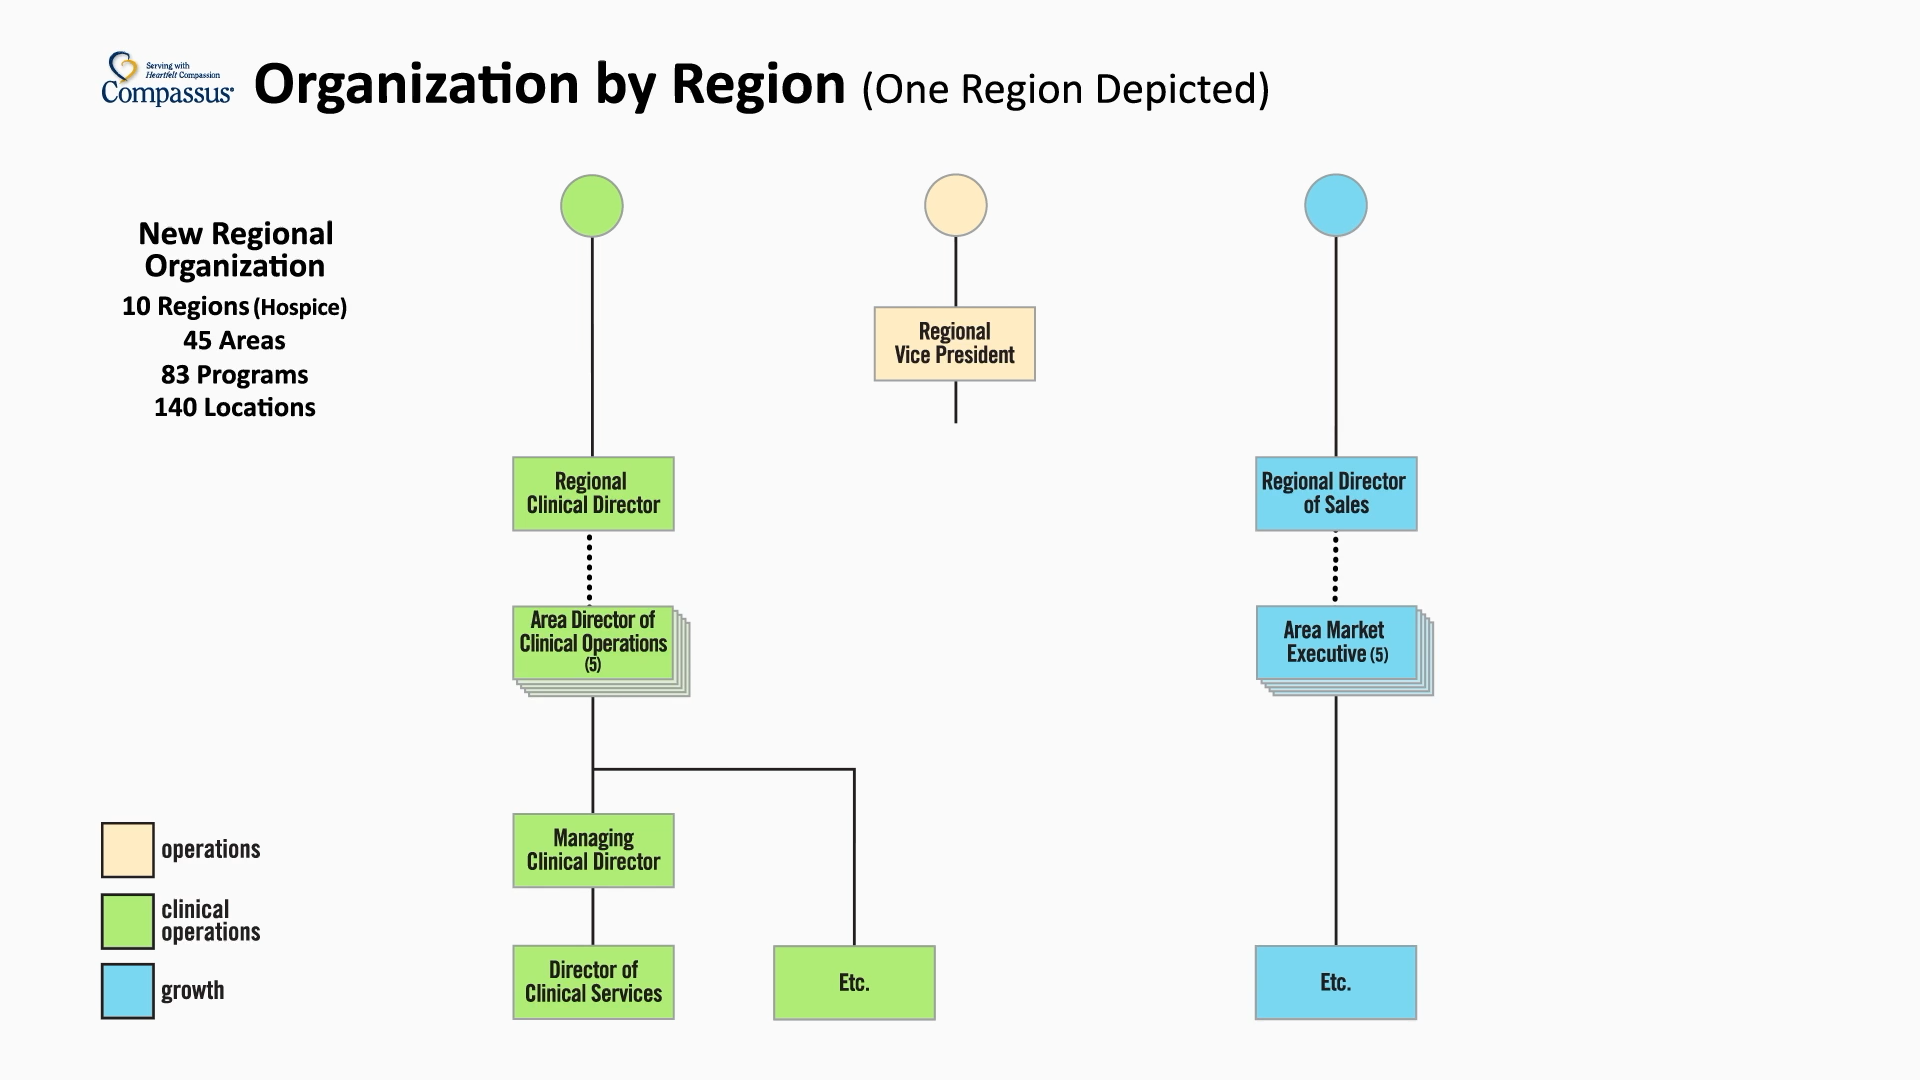 Serving with
Heartfelt Compassion
Compassus®
Organization by Region (One Region Depicted)
New Regional
Organization
10 Regions (Hospice)
45 Areas
83 Programs
140 Locations
Regional
Vice President
Regional
Clinical Director
Regional Director
of Sales
Area Director of
Clinical Operations
(5)
Area Market
Executive (5)
Managing
Clinical Director
Director of
Clinical Services
Etc.
Etc.
operations
clinical
operations
growth